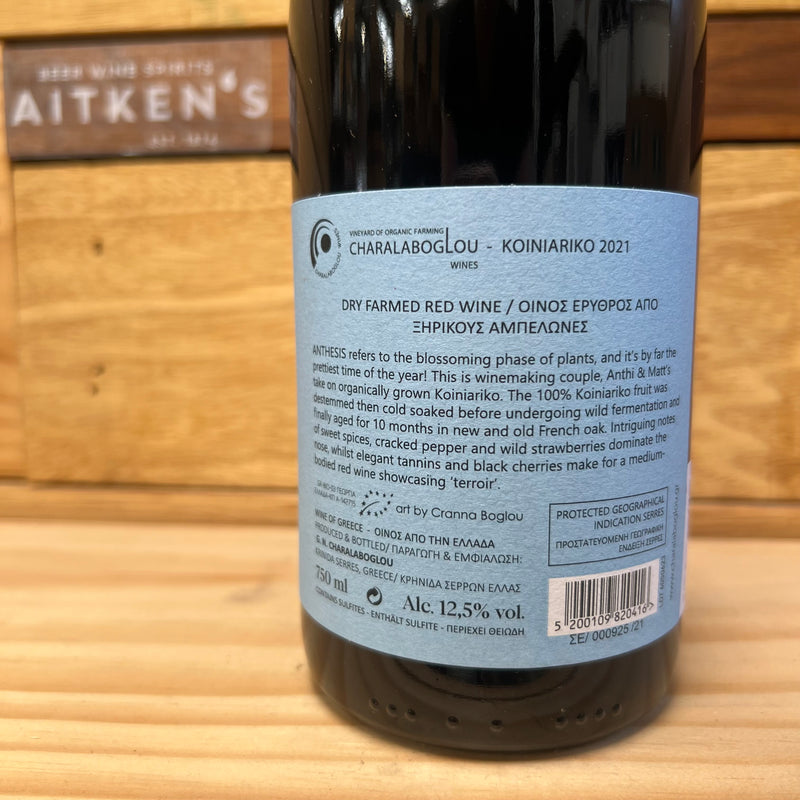 BEER WINE SPIRITS
AITKEN'S
VINEYARD OF ORGANIC FARMING
CHARALABOGLOU - KOINIARIKO 2021
WINES
DRY FARMED RED WINE / ΟΙΝΟΣ ΕΡΥΘΡΟΣ ΑΠΟ
ΞΗΡΙΚΟΥΣ ΑΜΠΕΛΩΝΕΣ
ANTHESIS refers to the blossoming phase of plants, and it's by far the
prettiest time of the year! This is winemaking couple, Anthi & Matt's
take on organically grown Koiniariko. The 100% Koiniariko fruit was
destemmed then cold soaked before undergoing wild fermentation and
finally aged for 10 months in new and old French oak. Intriguing notes
of sweet spices, cracked pepper and wild strawberries dominate the
nose, whilst elegant tannins and black cherries make for a medium-
bodied red wine showcasing 'terroir'.
art by Cranna Boglou
WINE OF GREECE - ΟΙΝΟΣ ΑΠΟ ΤΗΝ ΕΛΛΑΔΑ
PRODUCED & BOTTLED/ ΠΑΡΑΓΩΓΗ & ΕΜΦΙΑΛΩΣΗ:
G. N. CHARALABOGLOU
KRINIDA SERRES, GREECE/ ΚΡΗΝΙΔΑ ΣΕΡΡΩΝ ΕΛΛΑΣ
750 ml
Alc. 12,5% vol.
CONTAINS SULFITES - ENTHÄLT SULFITE - ΠΕΡΙΕΧΕΙ ΘΕΙΩΔΗ
PROTECTED GEOGRAPHICAL
INDICATION SERRES
ΠΡΟΣΤΑΤΕΥΟΜΕΝΗ ΓΕΩΓΡΑΦΙΚΗ
ΕΝΔΕΙΞΗ ΣΕΡΡΕΣ
5 200109 820416 >
ΣΕ/ 000925 /21
www.charalaboglou.gr